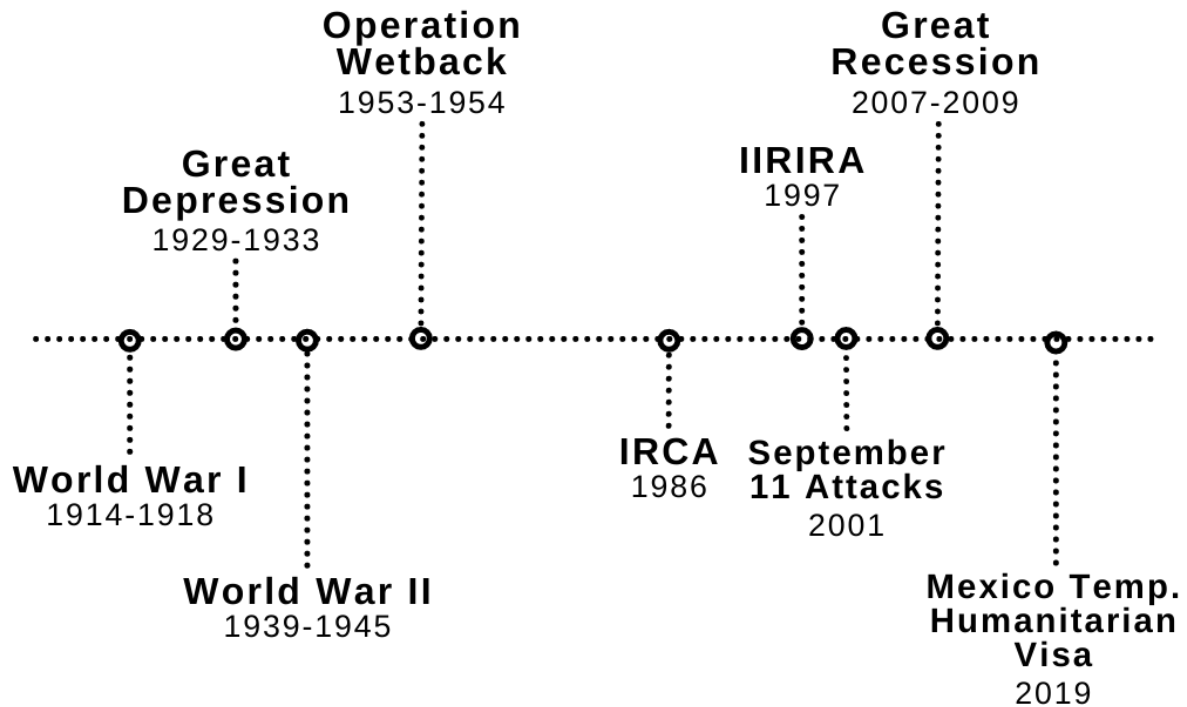 Operation
Wetback
1953-1954
Great
Recession
2007-2009
Great
Depression
1929-1933
IIRIRA
1997
World War I
1914-1918
IRCA
1986
September
11 Attacks
2001
World War II
1939-1945
Mexico Temp.
Humanitarian
Visa
2019